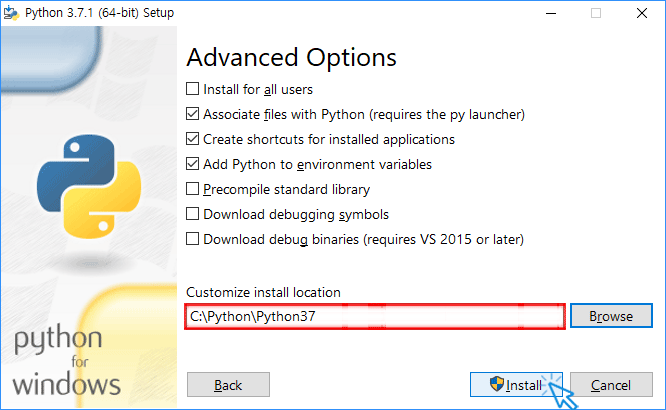 Python 3.7.1 (64-bit) Setup
Advanced Options
Install for all users
Associate files with Python (requires the py launcher)
Create shortcuts for installed applications
Add Python to environment variables
Precompile standard library
Download debugging symbols
Download debug binaries (requires VS 2015 or later)
Customize install location
C:\Python\Python37
Browse
python
for
windows
Back
Install
Cancel